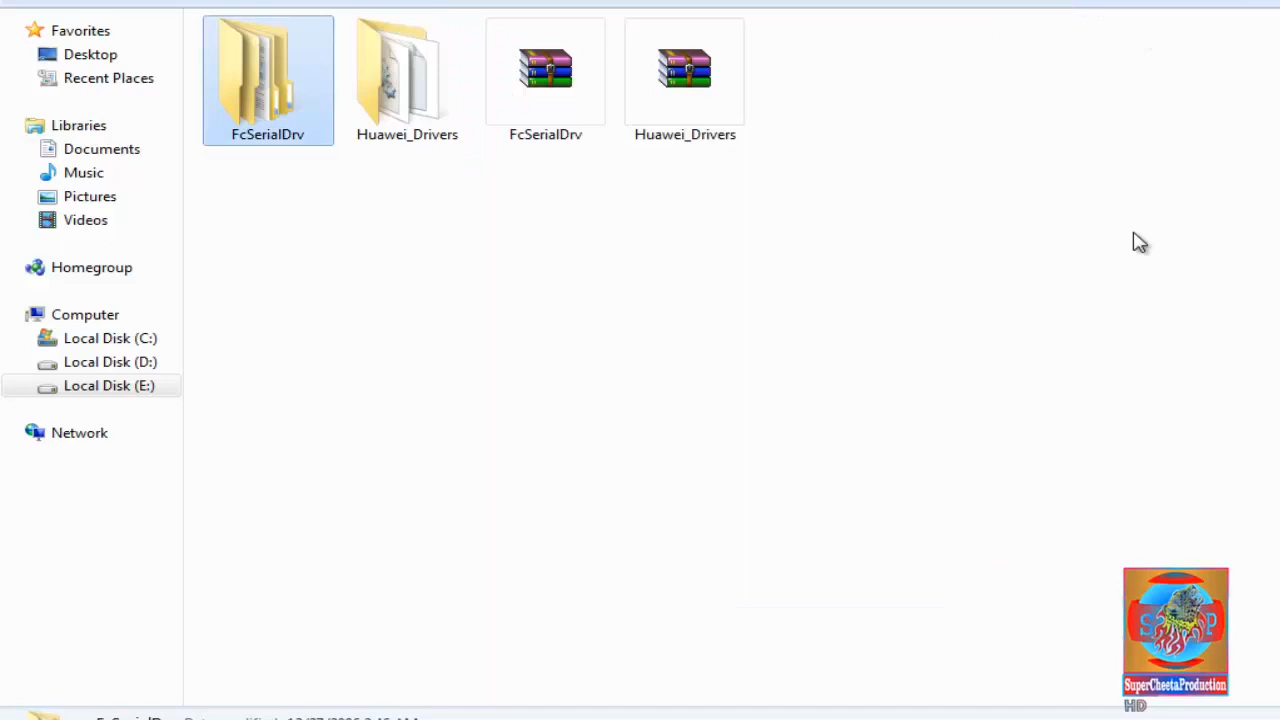 Favorites
Desktop
Recent Places
Libraries
Documents
Music
Pictures
Videos
Homegroup
Computer
Local Disk (C:)
Local Disk (D:)
Local Disk (E:)
Network
FcSerialDrv
Huawei_Drivers
FcSerialDrv
Huawei_Drivers
S P
SuperCheetaProduction
HD